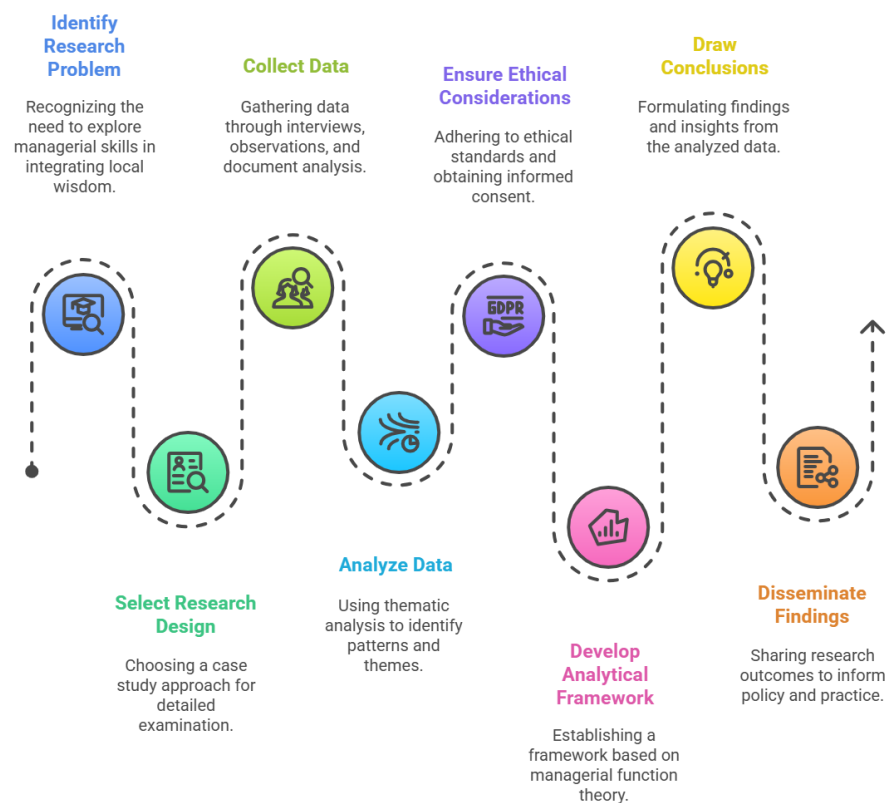 Identify
Research
Problem
Recognizing the
need to explore
managerial skills in
integrating local
wisdom.
Select Research
Design
Choosing a case
study approach for
detailed
examination.
Collect Data
Gathering data
through interviews,
observations, and
document analysis.
Analyze Data
Using thematic
analysis to identify
patterns and
themes.
Ensure Ethical
Considerations
Adhering to ethical
standards and
obtaining informed
consent.
GDPR
Develop
Analytical
Framework
Establishing a
framework based on
managerial function
theory.
Draw
Conclusions
Formulating findings
and insights from
the analyzed data.
Disseminate
Findings
Sharing research
outcomes to inform
policy and practice.